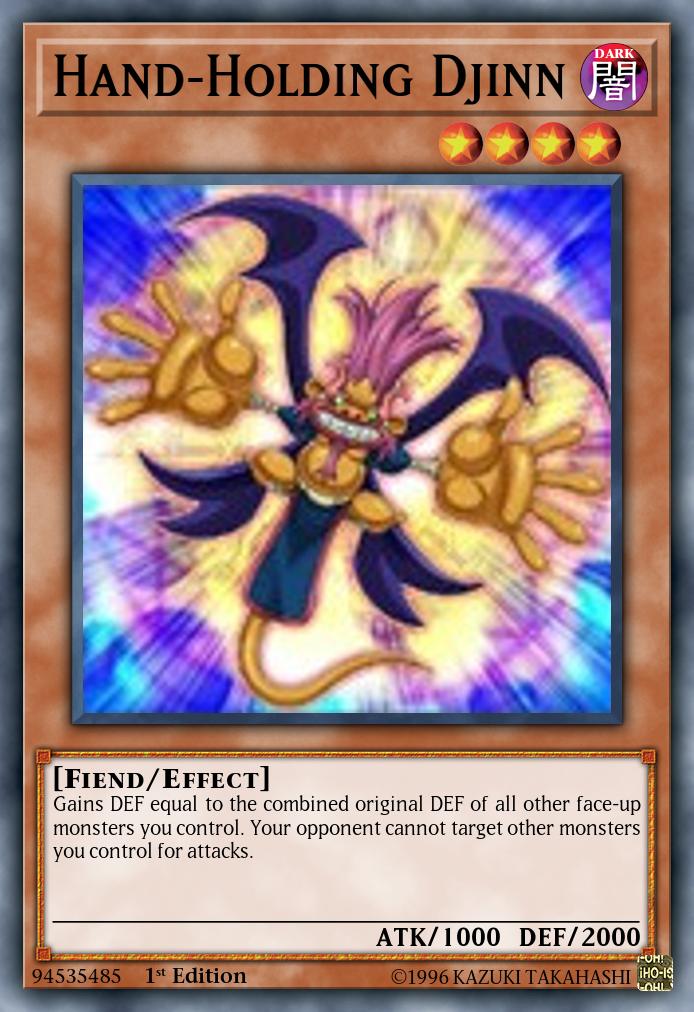 Hand-Holding Djinn
DARK
闇
[Fiend/Effect]
Gains DEF equal to the combined original DEF of all other face-up
monsters you control. Your opponent cannot target other monsters
you control for attacks.
ATK/1000 DEF/2000
94535485 1st Edition ©1996 KAZUKI TAKAHASHI